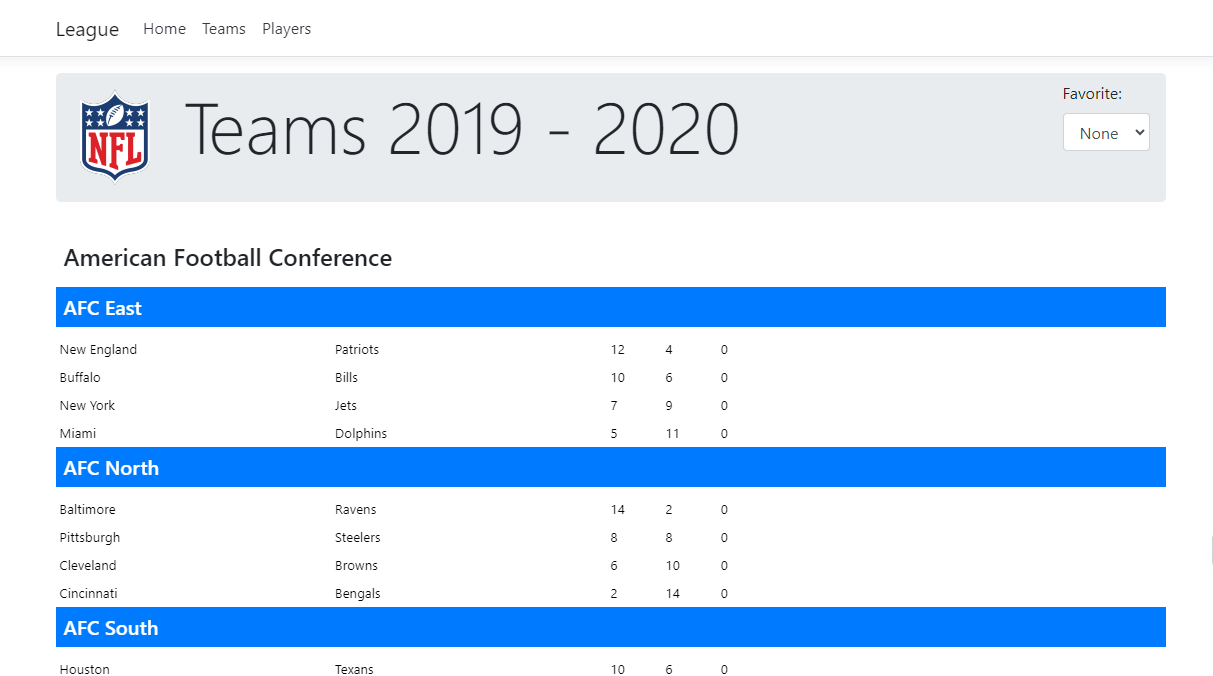 League Home Teams Players
Favorite:
NFL Teams 2019 - 2020 None
American Football Conference
AFC East
New England Patriots 12 4 0
Buffalo Bills 10 6 0
New York Jets 7 9 0
Miami Dolphins 5 11 0
AFC North
Baltimore Ravens 14 2 0
Pittsburgh Steelers 8 8 0
Cleveland Browns 6 10 0
Cincinnati Bengals 2 14 0
AFC South
Houston Texans 10 6 0